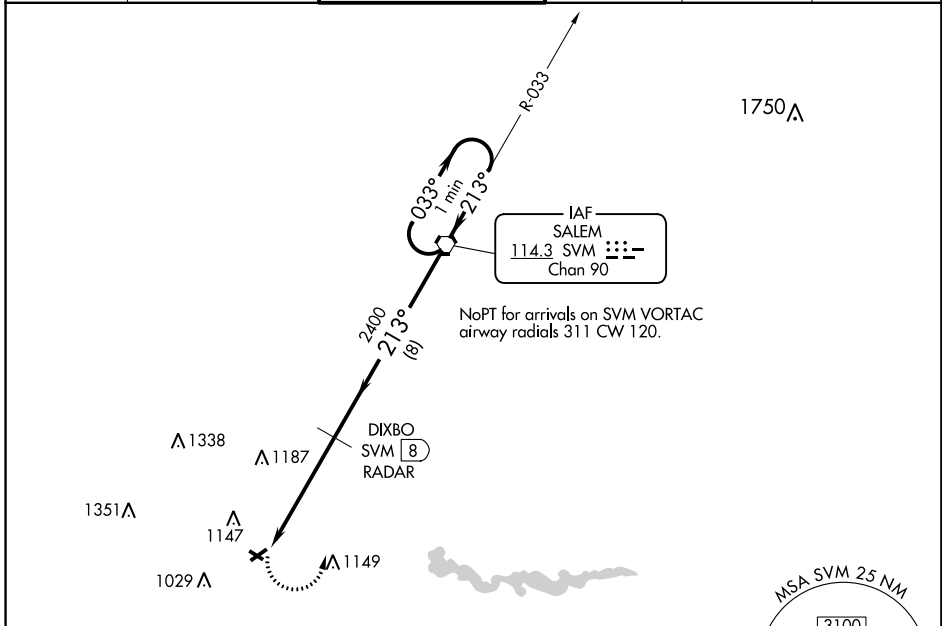 R-033
1750
033°
1 min
213°
IAF
SALEM
114.3 SVM
Chan 90
NoPT for arrivals on SVM VORTAC
airway radials 311 CW 120.
2400
213°
(8)
DIXBO
SVM 8
RADAR
1338
1187
1351
1147
1149
1029
MSA SVM 25 NM
3100